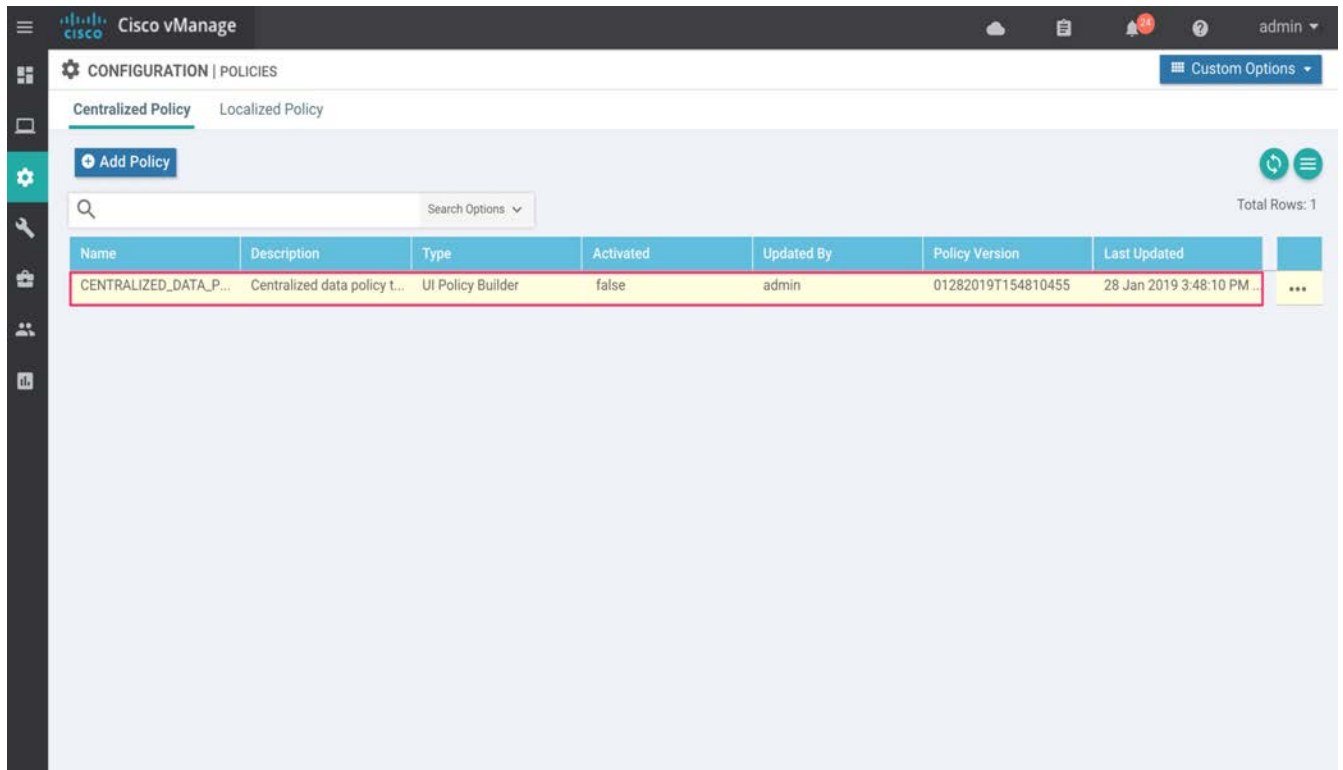 cisco Cisco vManage 24 admin
CONFIGURATION | POLICIES Custom Options
Centralized Policy Localized Policy
Add Policy
Search Options Total Rows: 1
Name Description Type Activated Updated By Policy Version Last Updated
CENTRALIZED_DATA_P... Centralized data policy t... UI Policy Builder false admin 01282019T154810455 28 Jan 2019 3:48:10 PM ...